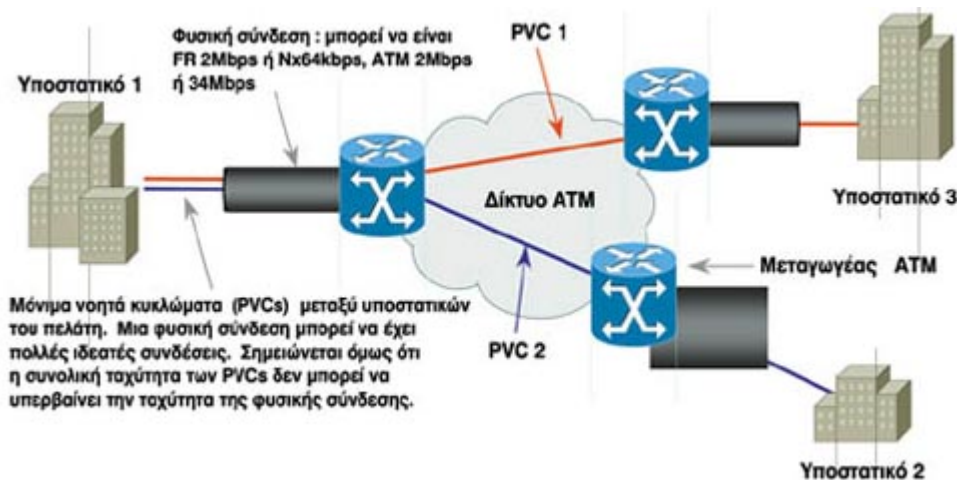 Φυσική σύνδεση : μπορεί να είναι
FR 2Mbps ή Nx64kbps, ATM 2Mbps
ή 34Mbps
PVC 1
Υποστατικό 1
Δίκτυο ATM
Υποστατικό 3
Μεταγωγέας ATM
Μόνιμα νοητά κυκλώματα (PVCs) μεταξύ υποστατικών
του πελάτη. Μια φυσική σύνδεση μπορεί να έχει
πολλές ιδεατές συνδέσεις. Σημειώνεται όμως ότι
η συνολική ταχύτητα των PVCs δεν μπορεί να
υπερβαίνει την ταχύτητα της φυσικής σύνδεσης.
PVC 2
Υποστατικό 2